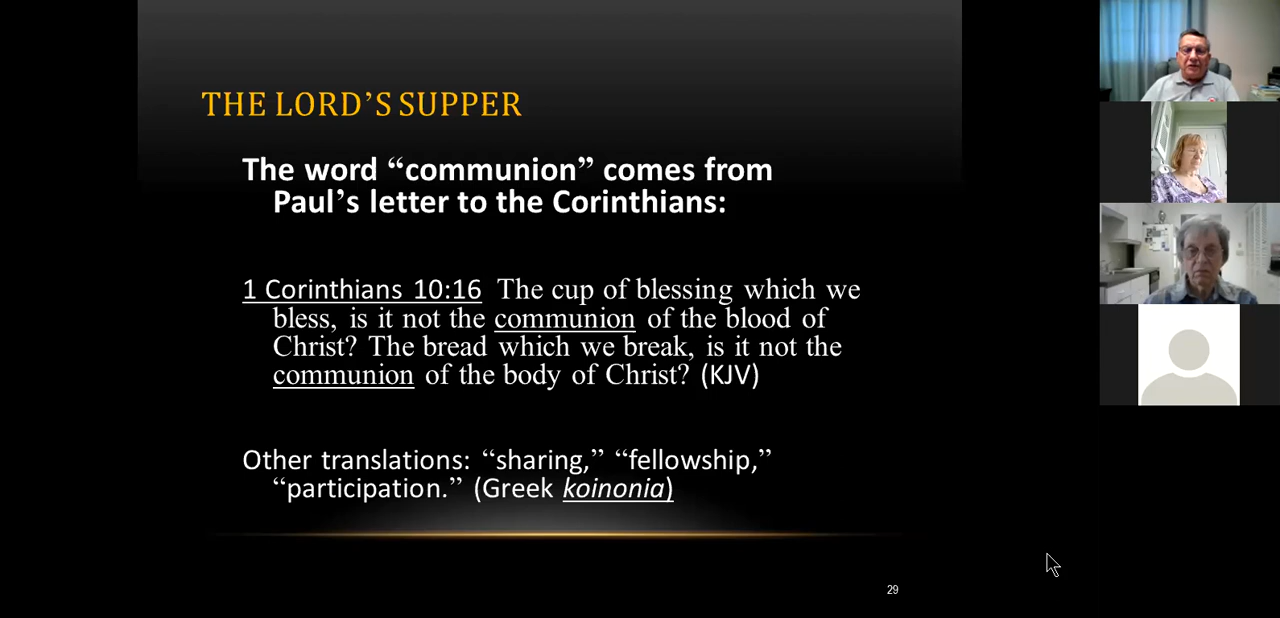 THE LORD’S SUPPER
The word “communion” comes from
Paul’s letter to the Corinthians:
1 Corinthians 10:16 The cup of blessing which we
bless, is it not the communion of the blood of
Christ? The bread which we break, is it not the
communion of the body of Christ? (KJV)
Other translations: “sharing,” “fellowship,”
“participation.” (Greek koinonia)
29